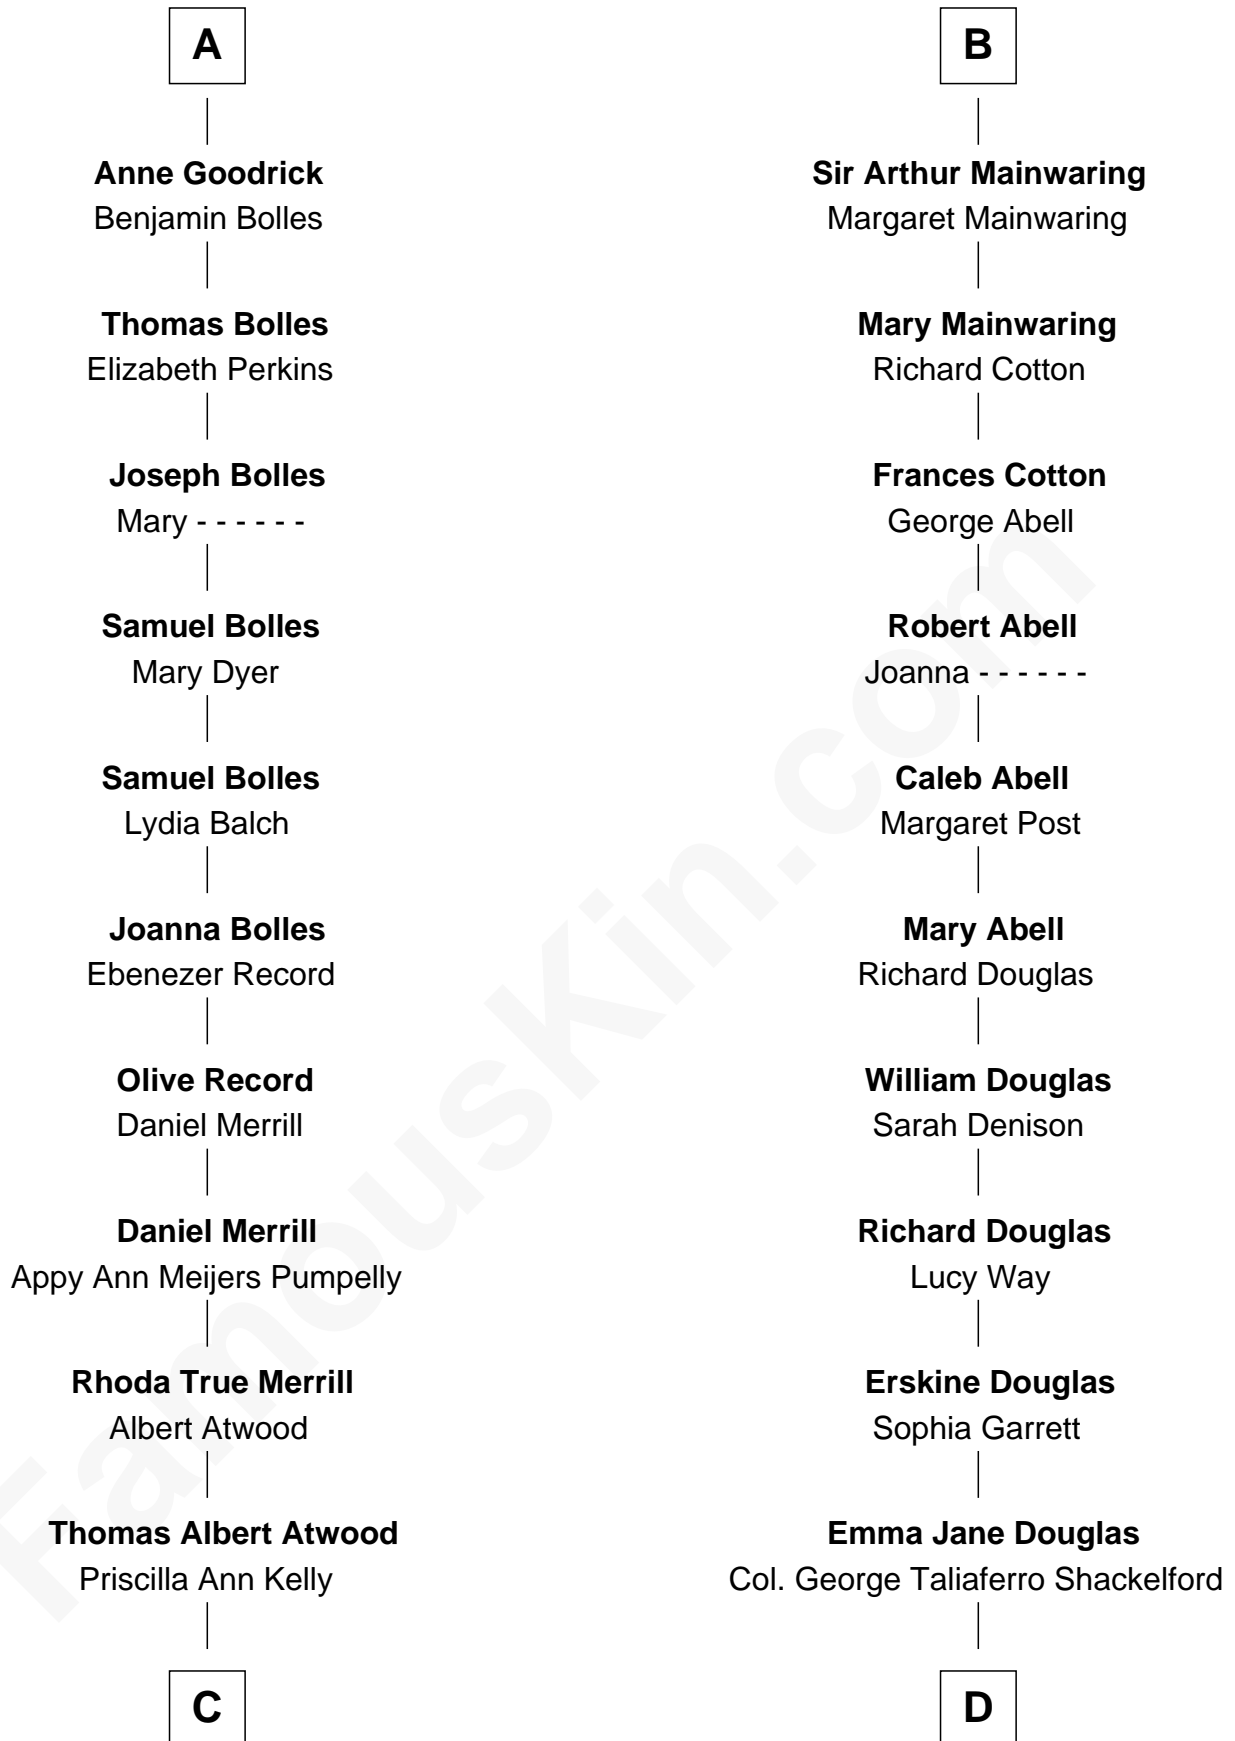 A
Anne Goodrick
Benjamin Bolles
Thomas Bolles
Elizabeth Perkins
Joseph Bolles
Mary - - - - - -
Samuel Bolles
Mary Dyer
Samuel Bolles
Lydia Balch
Joanna Bolles
Ebenezer Record
Olive Record
Daniel Merrill
Daniel Merrill
Appy Ann Meijers Pumpelly
Rhoda True Merrill
Albert Atwood
Thomas Albert Atwood
Priscilla Ann Kelly
C
B
Sir Arthur Mainwaring
Margaret Mainwaring
Mary Mainwaring
Richard Cotton
Frances Cotton
George Abell
Robert Abell
Joanna - - - - - -
Caleb Abell
Margaret Post
Mary Abell
Richard Douglas
William Douglas
Sarah Denison
Richard Douglas
Lucy Way
Erskine Douglas
Sophia Garrett
Emma Jane Douglas
Col. George Taliaferro Shackelford
D
FamousKin.com